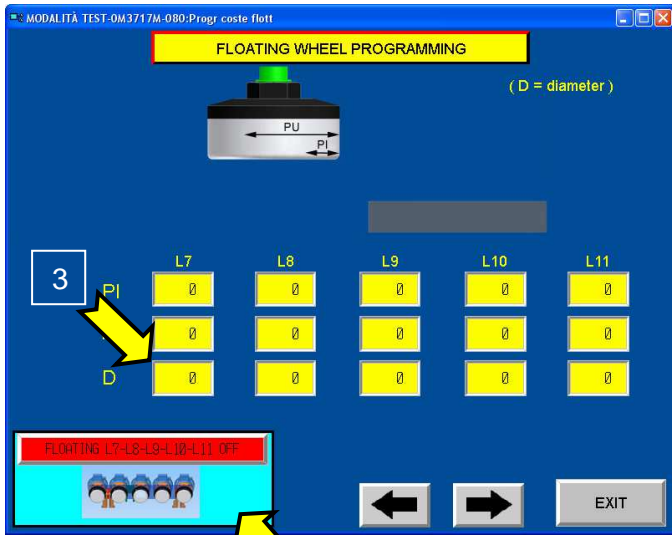 MODALITÀ TEST-OM3717M-080:Progr coste flott
FLOATING WHEEL PROGRAMMING
( D = diameter )
PU
PI
L7 L8 L9 L10 L11
3
PI 0 0 0 0 0
0 0 0 0 0
D 0 0 0 0 0
FLOATING L7-L8-L9-L10-L11 OFF
EXIT